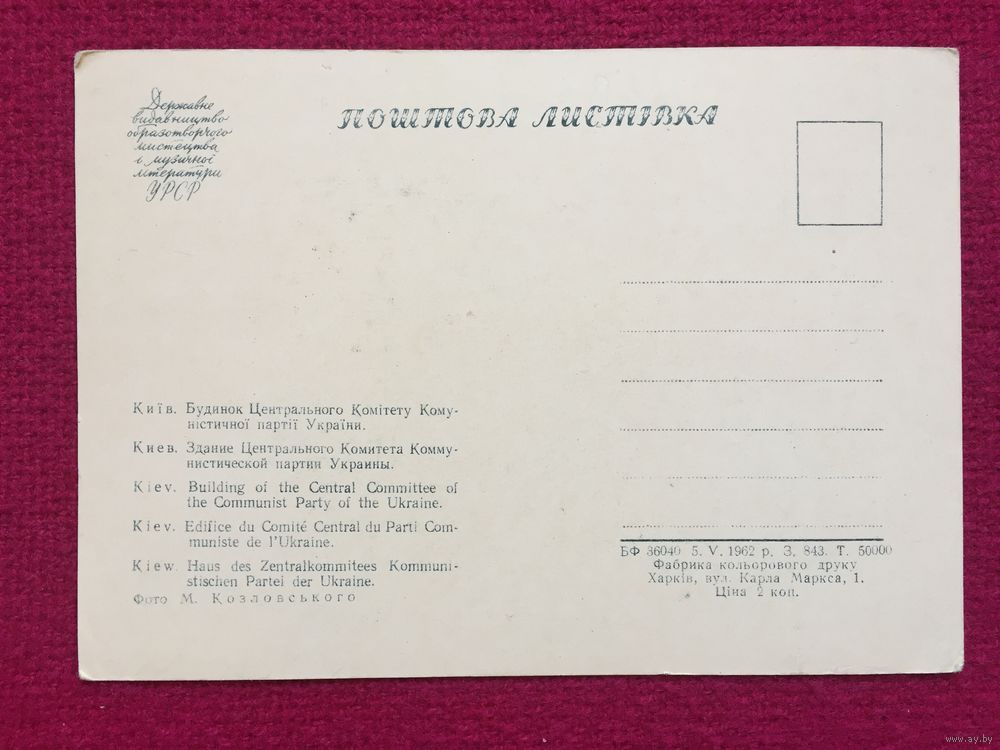 Державне
видавництво
образотворчого
мистецтва
і музичної
літератури
УРСР
ПОШТОВА ЛИСТІВКА
Київ. Будинок Центрального Комітету Кому-
ністичної партії України.
Киев. Здание Центрального Комитета Комму-
нистической партии Украины.
Kiev. Building of the Central Committee of
the Communist Party of the Ukraine.
Kiev. Edifice du Comité Central du Parti Com-
muniste de l'Ukraine.
Kiew. Haus des Zentralkommitees Kommuni-
stischen Partei der Ukraine.
Фото М. Козловського
БФ 36040 5. V. 1962 р. З. 843. Т. 50000
Фабрика кольорового друку
Харків, вул. Карла Маркса, 1.
Ціна 2 коп.
www.ay.by